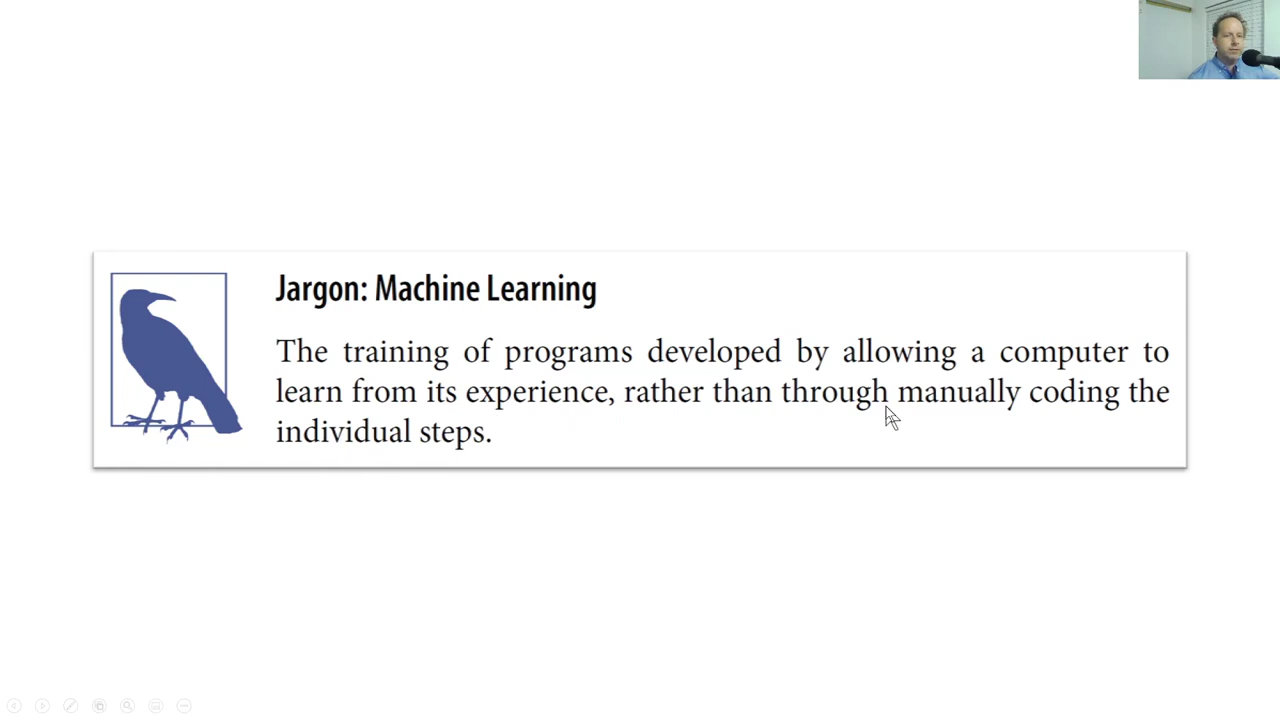 Jargon: Machine Learning
The training of programs developed by allowing a computer to
learn from its experience, rather than through manually coding the
individual steps.